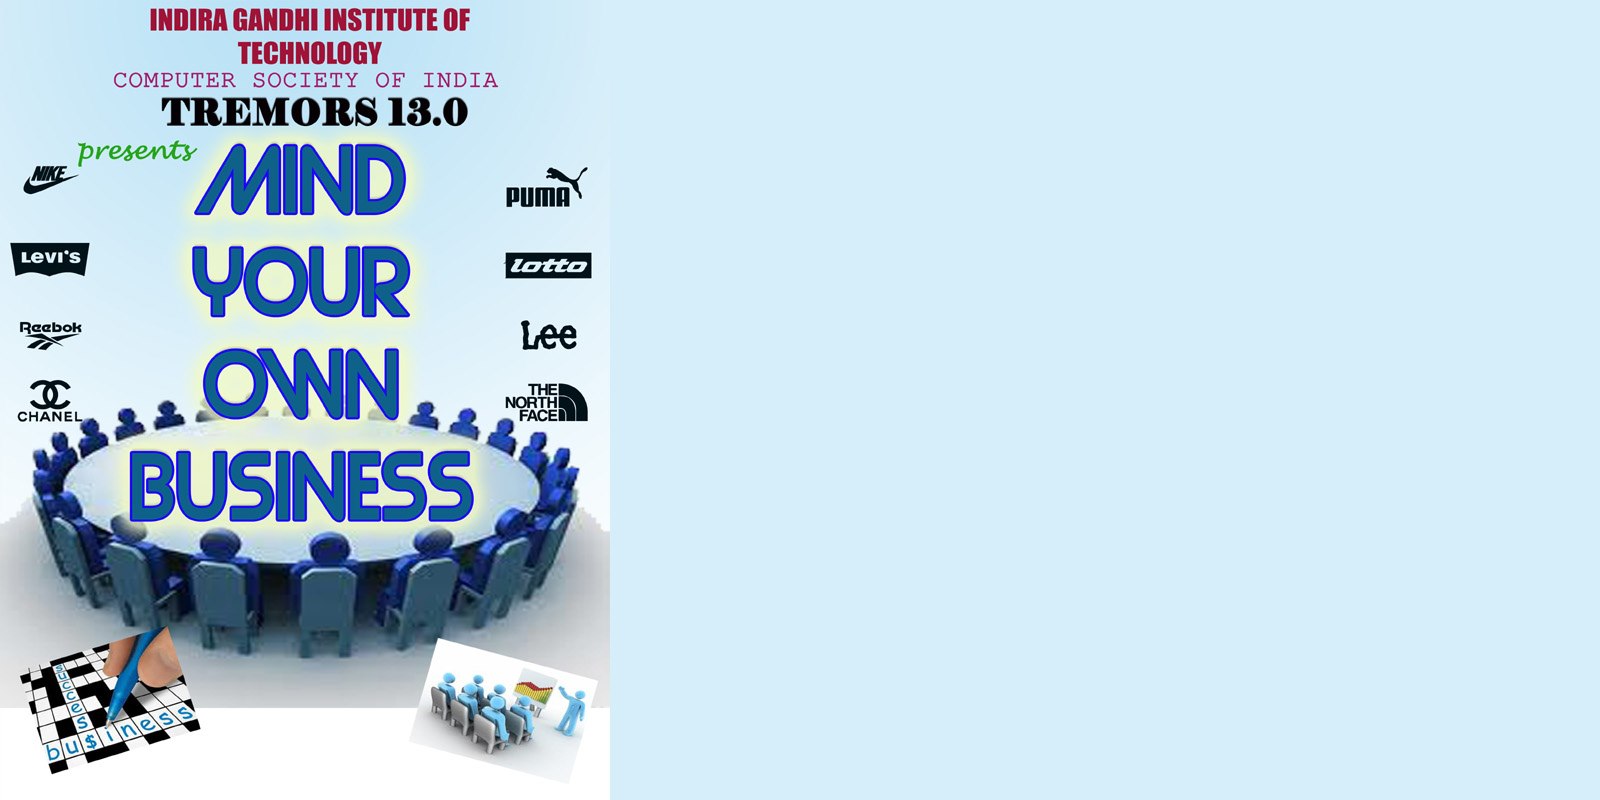 INDIRA GANDHI INSTITUTE OF
TECHNOLOGY
COMPUTER SOCIETY OF INDIA
TREMORS 13.0
presents
MIND
YOUR
OWN
BUSINESS
NIKE
LEVI'S
Reebok
CHANEL
PUMA
lotto
Lee
THE
NORTH
FACE
success
bu$iness